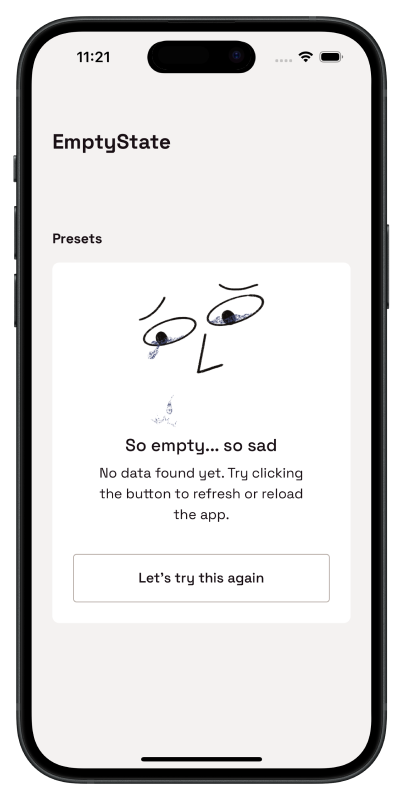 11:21
EmptyState
Presets
So empty... so sad
No data found yet. Try clicking
the button to refresh or reload
the app.
Let's try this again